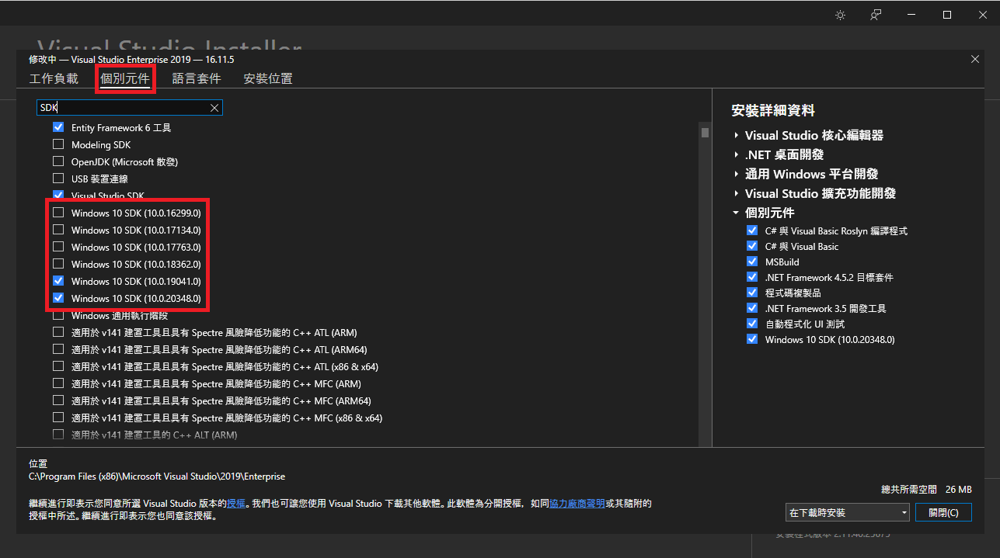 Visual Studio Installer
修改中 — Visual Studio Enterprise 2019 — 16.11.5
工作負載 個別元件 語言套件 安裝位置
SDK
Entity Framework 6 工具
Modeling SDK
OpenJDK (Microsoft 散發)
USB 裝置連線
Visual Studio SDK
Windows 10 SDK (10.0.16299.0)
Windows 10 SDK (10.0.17134.0)
Windows 10 SDK (10.0.17763.0)
Windows 10 SDK (10.0.18362.0)
Windows 10 SDK (10.0.19041.0)
Windows 10 SDK (10.0.20348.0)
Windows 通用執行階段
適用於 v141 建置工具且具有 Spectre 風險降低功能的 C++ ATL (ARM)
適用於 v141 建置工具且具有 Spectre 風險降低功能的 C++ ATL (ARM64)
適用於 v141 建置工具且具有 Spectre 風險降低功能的 C++ ATL (x86 & x64)
適用於 v141 建置工具且具有 Spectre 風險降低功能的 C++ MFC (ARM)
適用於 v141 建置工具且具有 Spectre 風險降低功能的 C++ MFC (ARM64)
適用於 v141 建置工具且具有 Spectre 風險降低功能的 C++ MFC (x86 & x64)
適用於 v141 建置工具的 C++ ALT (ARM)
安裝詳細資料
Visual Studio 核心編輯器
.NET 桌面開發
通用 Windows 平台開發
Visual Studio 擴充功能開發
個別元件
C# 與 Visual Basic Roslyn 編譯程式
C# 與 Visual Basic
MSBuild
.NET Framework 4.5.2 目標套件
程式碼複製品
.NET Framework 3.5 開發工具
自動程式化 UI 測試
Windows 10 SDK (10.0.20348.0)
位置
C:\Program Files (x86)\Microsoft Visual Studio\2019\Enterprise
繼續進行即表示您同意所選 Visual Studio 版本的授權。我們也可讓您使用 Visual Studio 下載其他軟體。此軟體為分開授權，如同協力廠商聲明或其隨附的
授權中所述。繼續進行即表示您也同意該授權。
總共所需空間 26 MB
在下載時安裝
關閉(C)